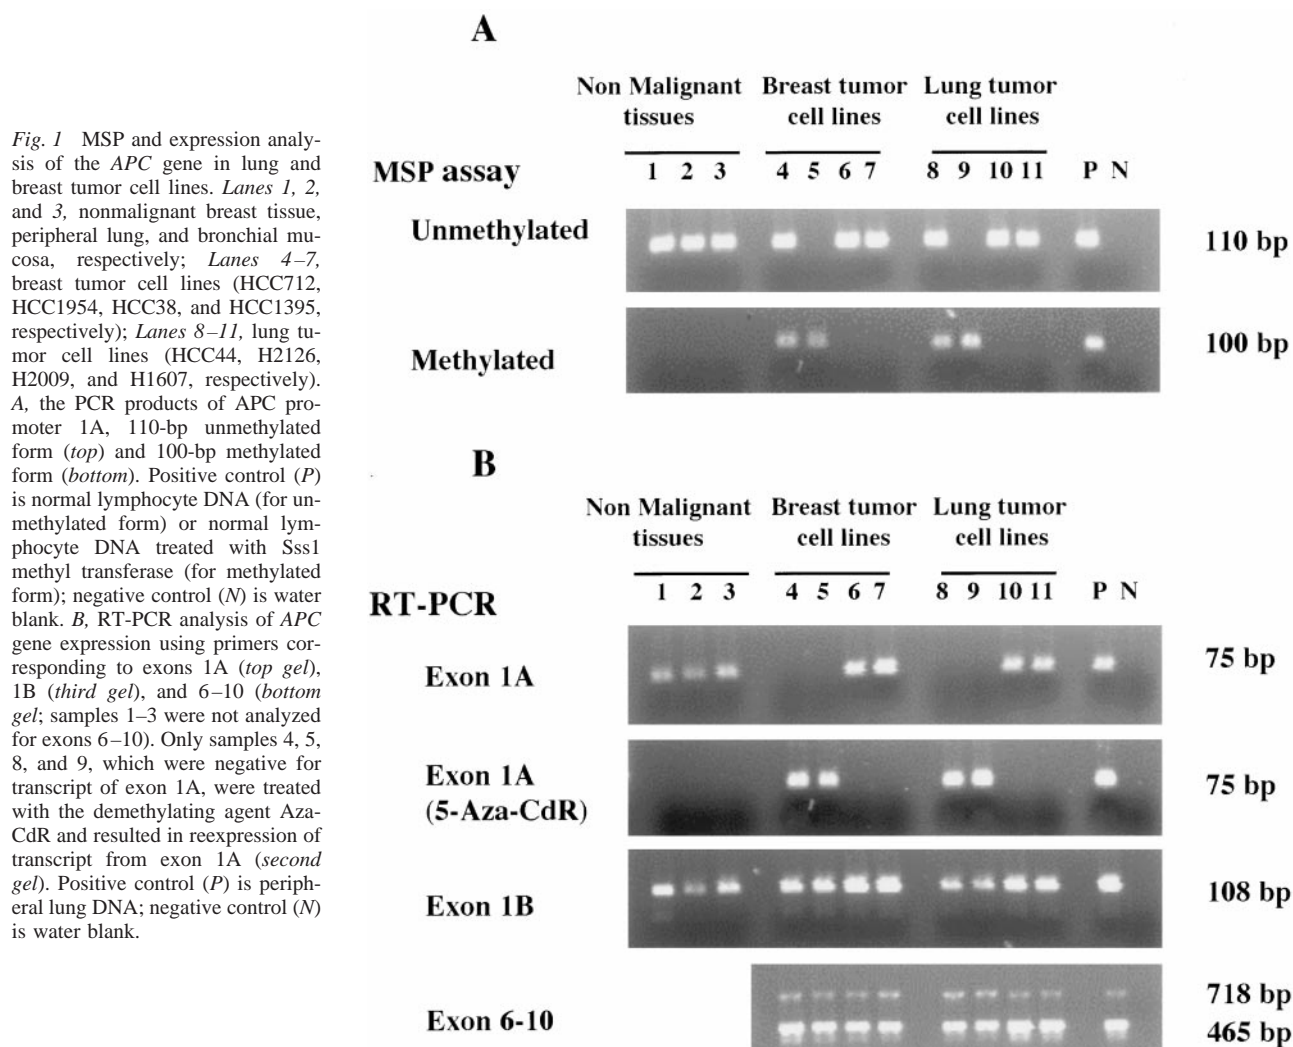 Fig. 1 MSP and expression analy-
sis of the APC gene in lung and
breast tumor cell lines. Lanes 1, 2,
and 3, nonmalignant breast tissue,
peripheral lung, and bronchial mu-
cosa, respectively; Lanes 4–7,
breast tumor cell lines (HCC712,
HCC1954, HCC38, and HCC1395,
respectively); Lanes 8–11, lung tu-
mor cell lines (HCC44, H2126,
H2009, and H1607, respectively).
A, the PCR products of APC pro-
moter 1A, 110-bp unmethylated
form (top) and 100-bp methylated
form (bottom). Positive control (P)
is normal lymphocyte DNA (for un-
methylated form) or normal lym-
phocyte DNA treated with Sss1
methyl transferase (for methylated
form); negative control (N) is water
blank. B, RT-PCR analysis of APC
gene expression using primers cor-
responding to exons 1A (top gel),
1B (third gel), and 6–10 (bottom
gel; samples 1–3 were not analyzed
for exons 6–10). Only samples 4, 5,
8, and 9, which were negative for
transcript of exon 1A, were treated
with the demethylating agent Aza-
CdR and resulted in reexpression of
transcript from exon 1A (second
gel). Positive control (P) is periph-
eral lung DNA; negative control (N)
is water blank.
A
Non Malignant Breast tumor Lung tumor
tissues cell lines cell lines
MSP assay 1 2 3 4 5 6 7 8 9 10 11 P N
Unmethylated 110 bp
Methylated 100 bp
B
Non Malignant Breast tumor Lung tumor
tissues cell lines cell lines
RT-PCR 1 2 3 4 5 6 7 8 9 10 11 P N
Exon 1A 75 bp
Exon 1A 75 bp
(5-Aza-CdR)
Exon 1B 108 bp
718 bp
Exon 6-10 465 bp